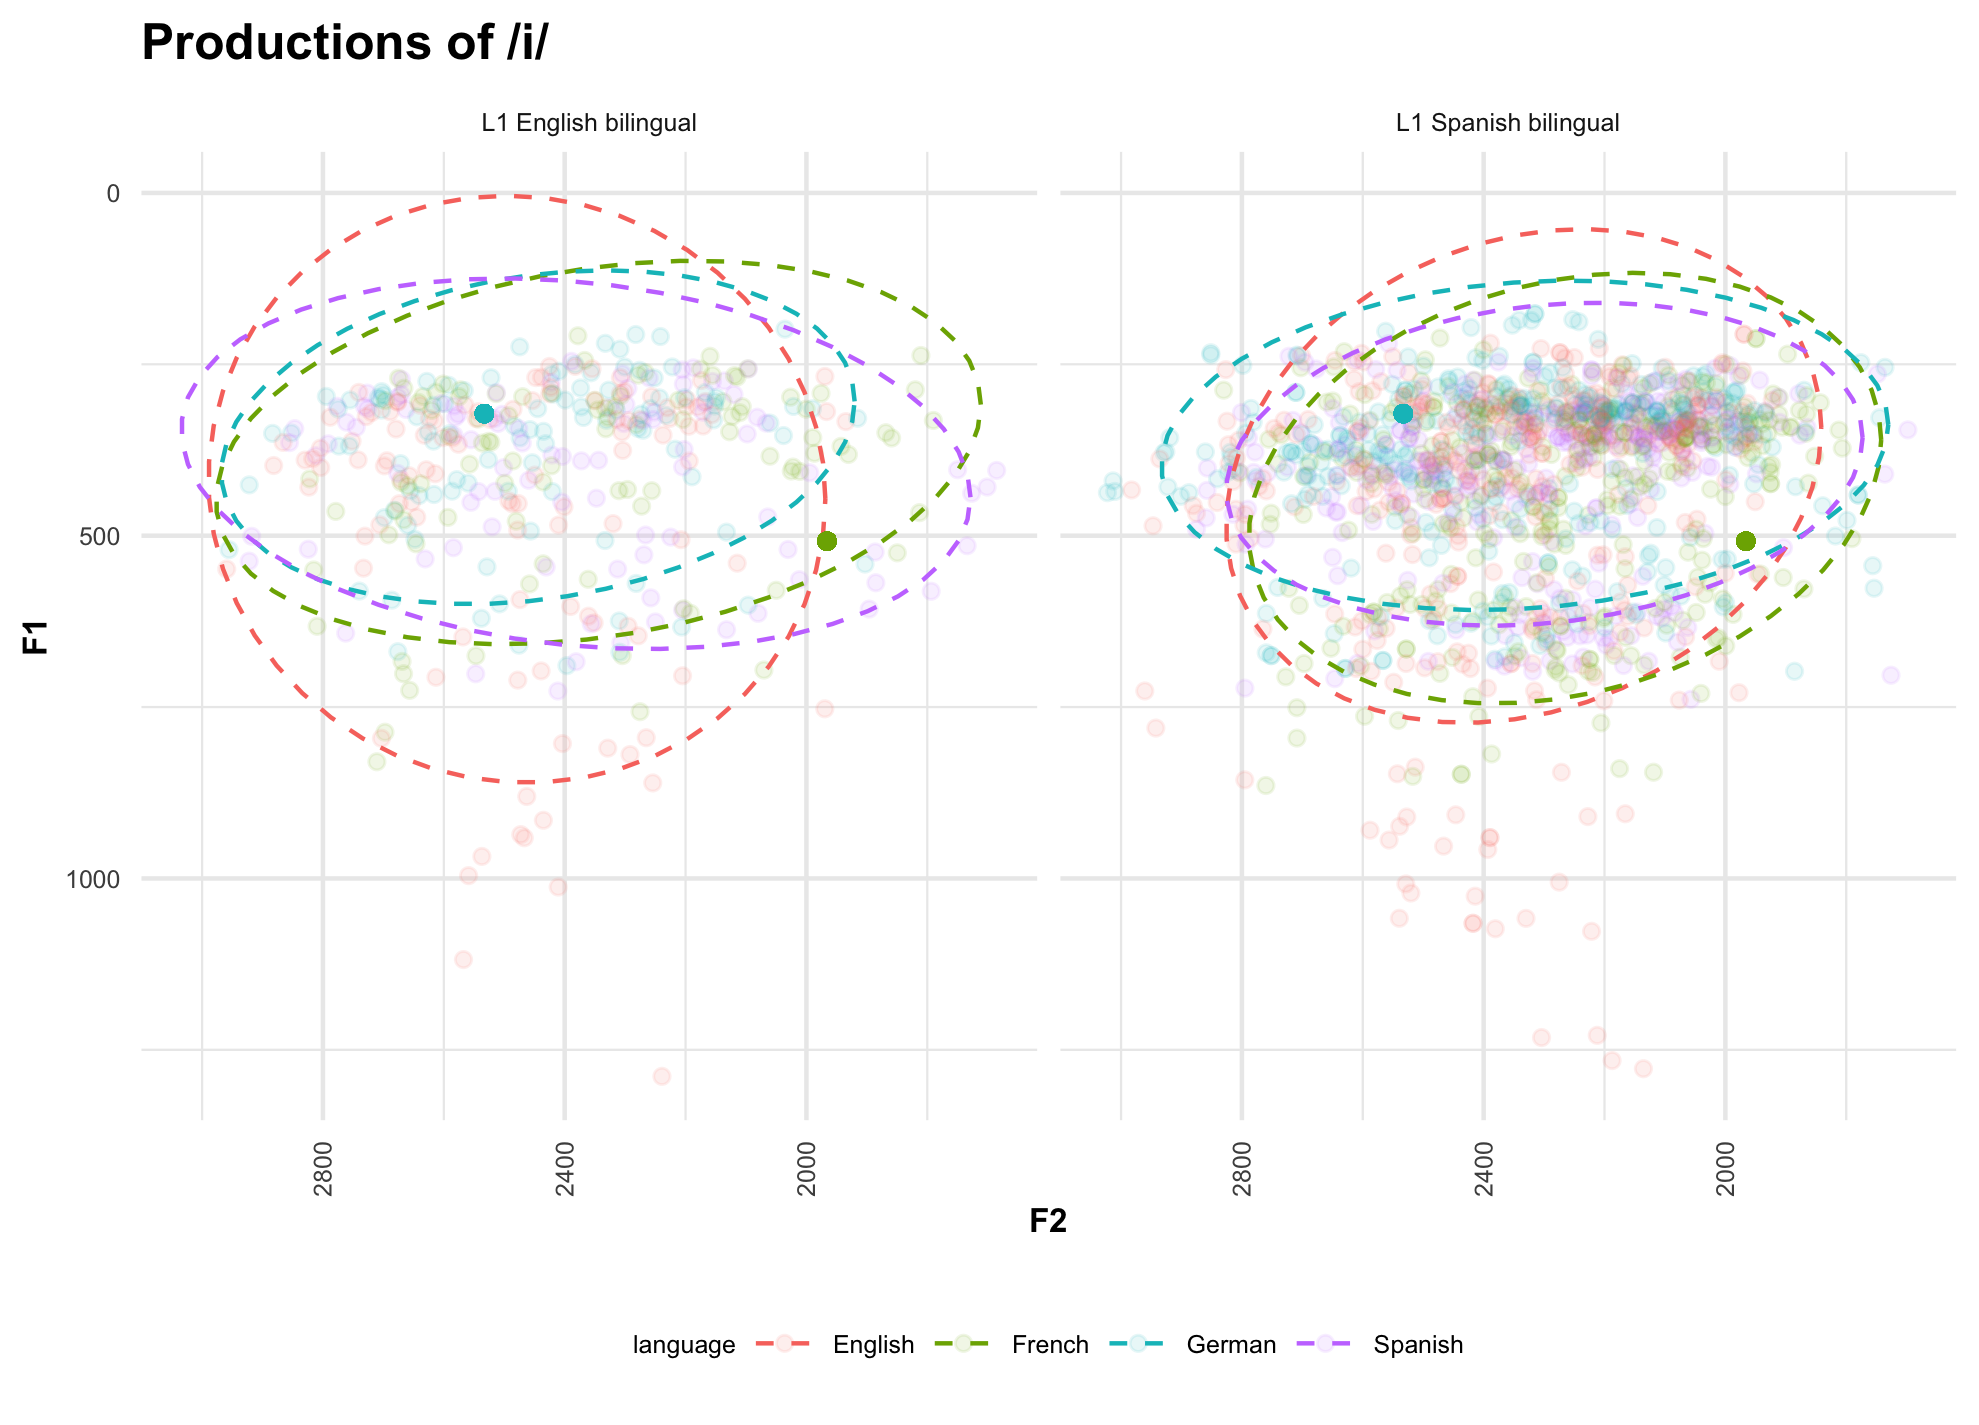 Productions of /i/
L1 English bilingual
L1 Spanish bilingual
0
500
1000
F1
2800
2400
2000
2800
2400
2000
F2
language English French German Spanish